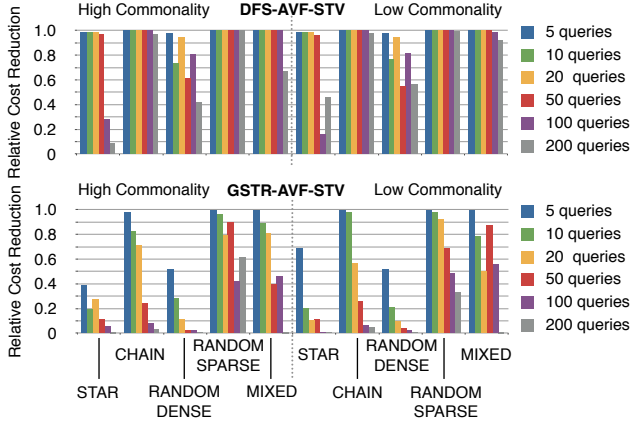 High Commonality DFS-AVF-STV Low Commonality
Relative Cost Reduction
1.0
0.8
0.6
0.4
0.2
0
5 queries
10 queries
20 queries
50 queries
100 queries
200 queries
High Commonality GSTR-AVF-STV Low Commonality
Relative Cost Reduction
1.0
0.8
0.6
0.4
0.2
0
5 queries
10 queries
20 queries
50 queries
100 queries
200 queries
STAR
CHAIN
RANDOM
DENSE
RANDOM
SPARSE
MIXED
STAR
CHAIN
RANDOM
DENSE
RANDOM
SPARSE
MIXED